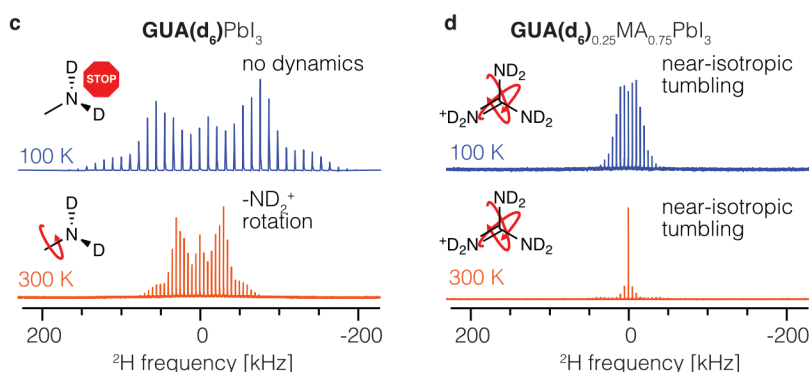 c
GUA(d₆)PbI₃
D
STOP
N
D
no dynamics
100 K
D
N
D
-ND₂⁺
rotation
300 K
200 0 -200
²H frequency [kHz]
d
GUA(d₆)₀.₂₅MA₀.₇₅PbI₃
ND₂
⁺D₂N ND₂
near-isotropic
tumbling
100 K
ND₂
⁺D₂N ND₂
near-isotropic
tumbling
300 K
200 0 -200
²H frequency [kHz]